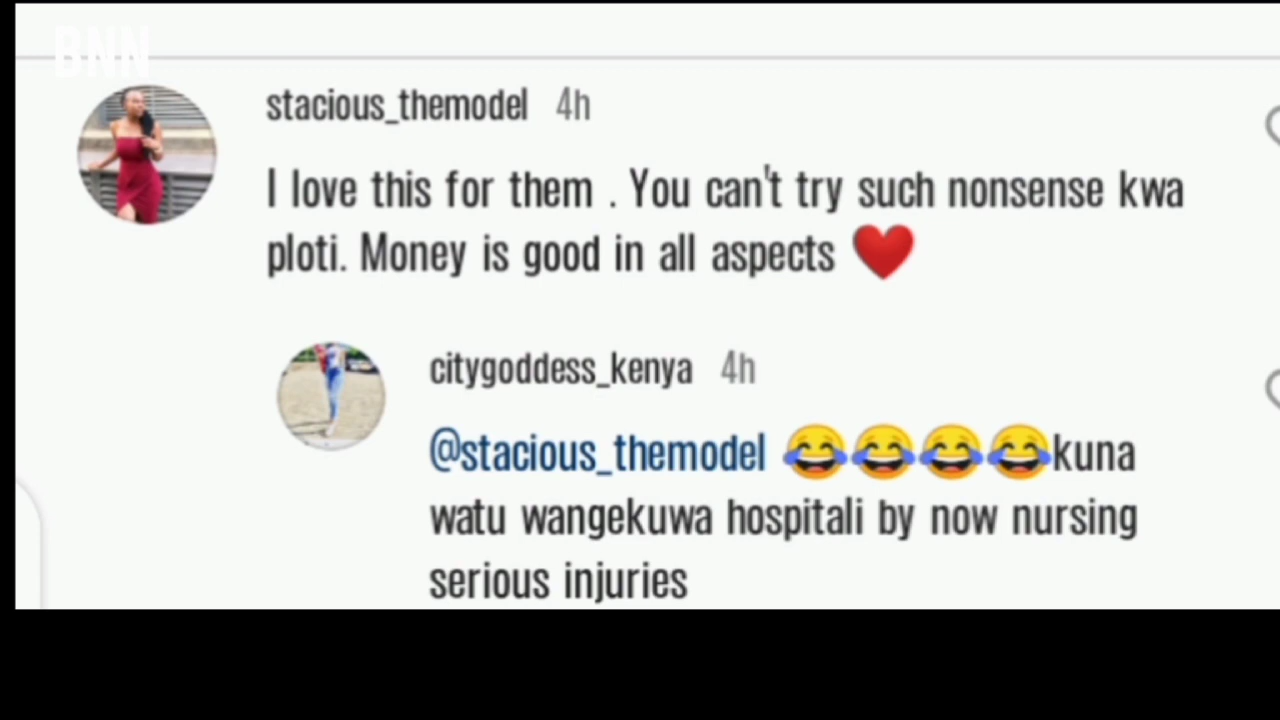 BNN
stacious_themodel 4h
I love this for them . You can't try such nonsense kwa
ploti. Money is good in all aspects ❤️
citygoddess_kenya 4h
@stacious_themodel 😂😂😂😂kuna
watu wangekuwa hospitali by now nursing
serious injuries